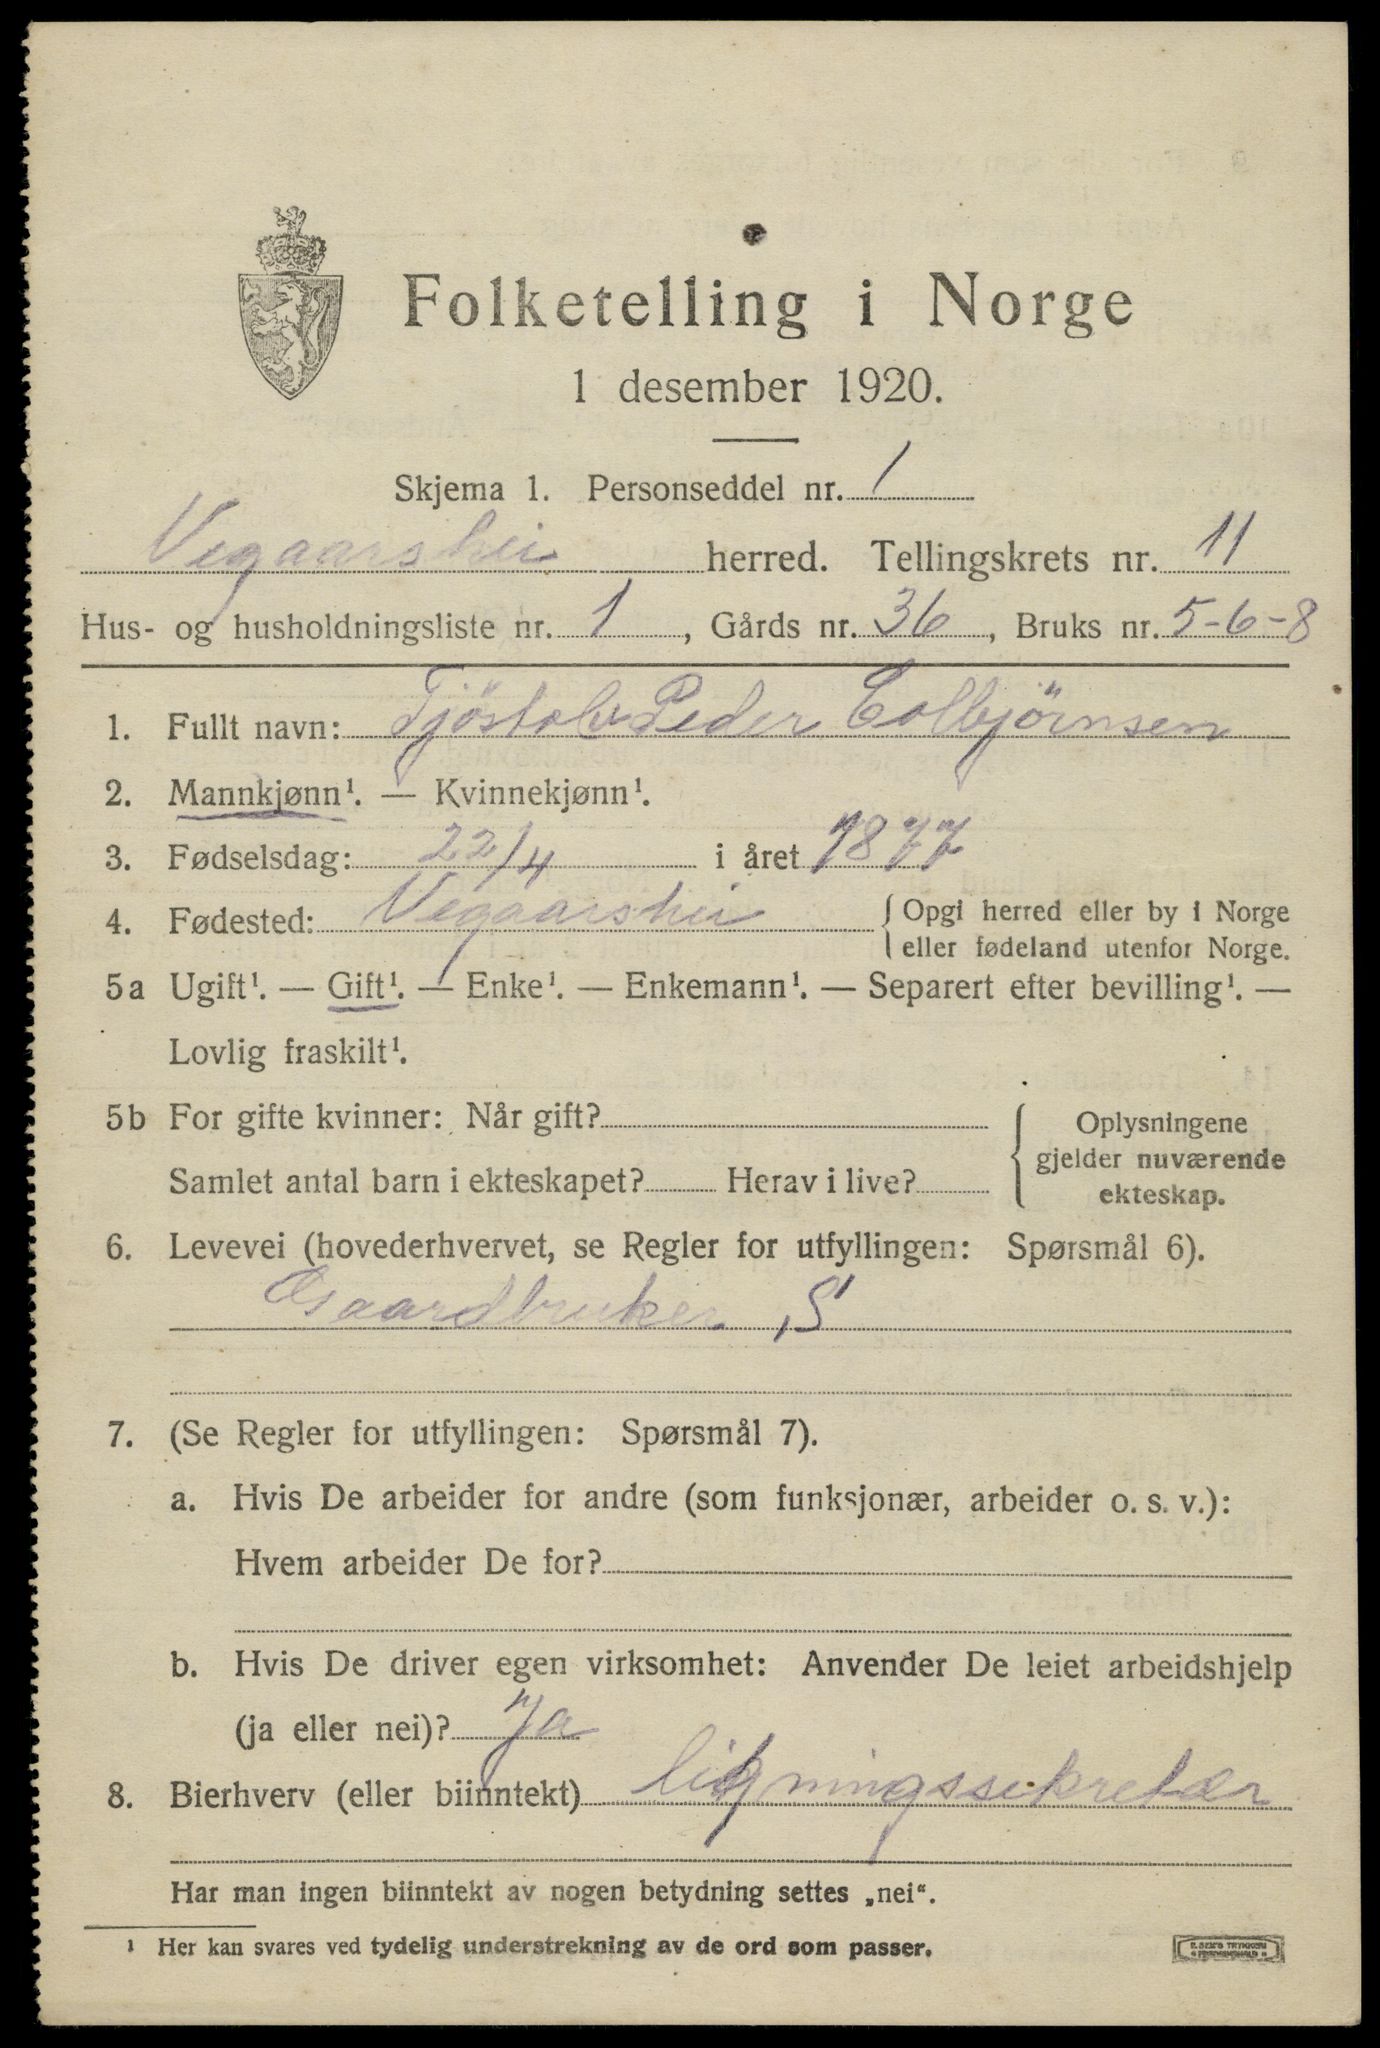 Folketelling i Norge
1 desember 1920.
Skjema 1. Personseddel nr. 1
Vegaarshei herred. Tellingskrets nr. 11
Hus- og husholdningsliste nr. 1, Gårds nr. 36, Bruks nr. 5-6-8
1. Fullt navn: Tjöstolv Peder Colbjörnsen
2. Mannkjønn¹. — Kvinnekjønn¹.
3. Fødselsdag: 22/4 i året 1877
4. Fødested: Vegaarshei { Opgi herred eller by i Norge
eller fødeland utenfor Norge.
5a Ugift¹. — Gift¹. — Enke¹. — Enkemann¹. — Separert efter bevilling¹. —
Lovlig fraskilt¹.
5b For gifte kvinner: Når gift?
Samlet antal barn i ekteskapet? Herav i live?
{ Oplysningene
gjelder nuværende
ekteskap.
6. Levevei (hovederhvervet, se Regler for utfyllingen: Spørsmål 6).
Gaardbruker, S
7. (Se Regler for utfyllingen: Spørsmål 7).
a. Hvis De arbeider for andre (som funksjonær, arbeider o. s. v.):
Hvem arbeider De for?
b. Hvis De driver egen virksomhet: Anvender De leiet arbeidshjelp
(ja eller nei)? Ja
8. Bierhverv (eller biinntekt) ligningssekretær
Har man ingen biinntekt av nogen betydning settes „nei“.
¹ Her kan svares ved tydelig understrekning av de ord som passer.